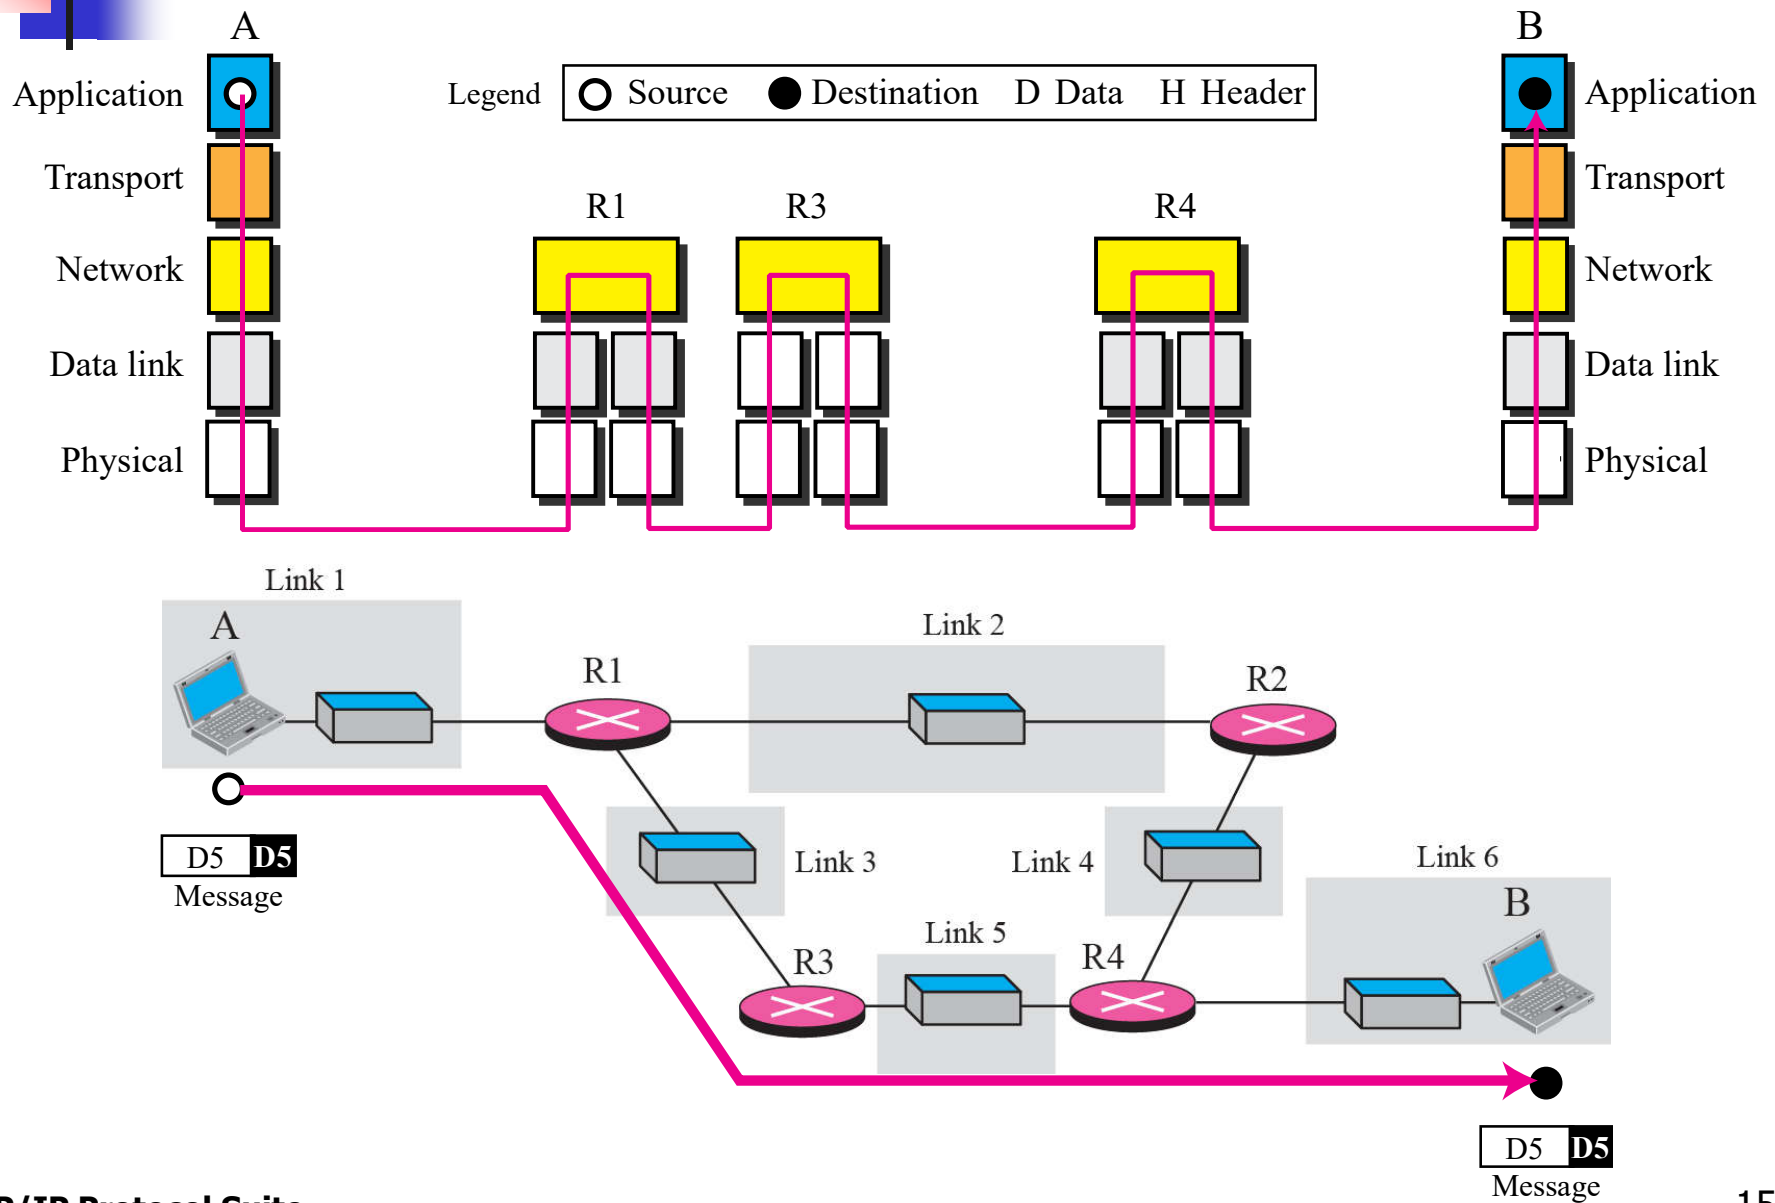 A
B
Application
Legend
Source
Destination
D Data
H Header
Application
Transport
Transport
R1
R3
R4
Network
Network
Data link
Data link
Physical
Physical
Link 1
A
Link 2
R1
R2
D5 D5
Message
Link 3
Link 4
Link 6
B
Link 5
R3
R4
D5 D5
Message
Protocol Suite